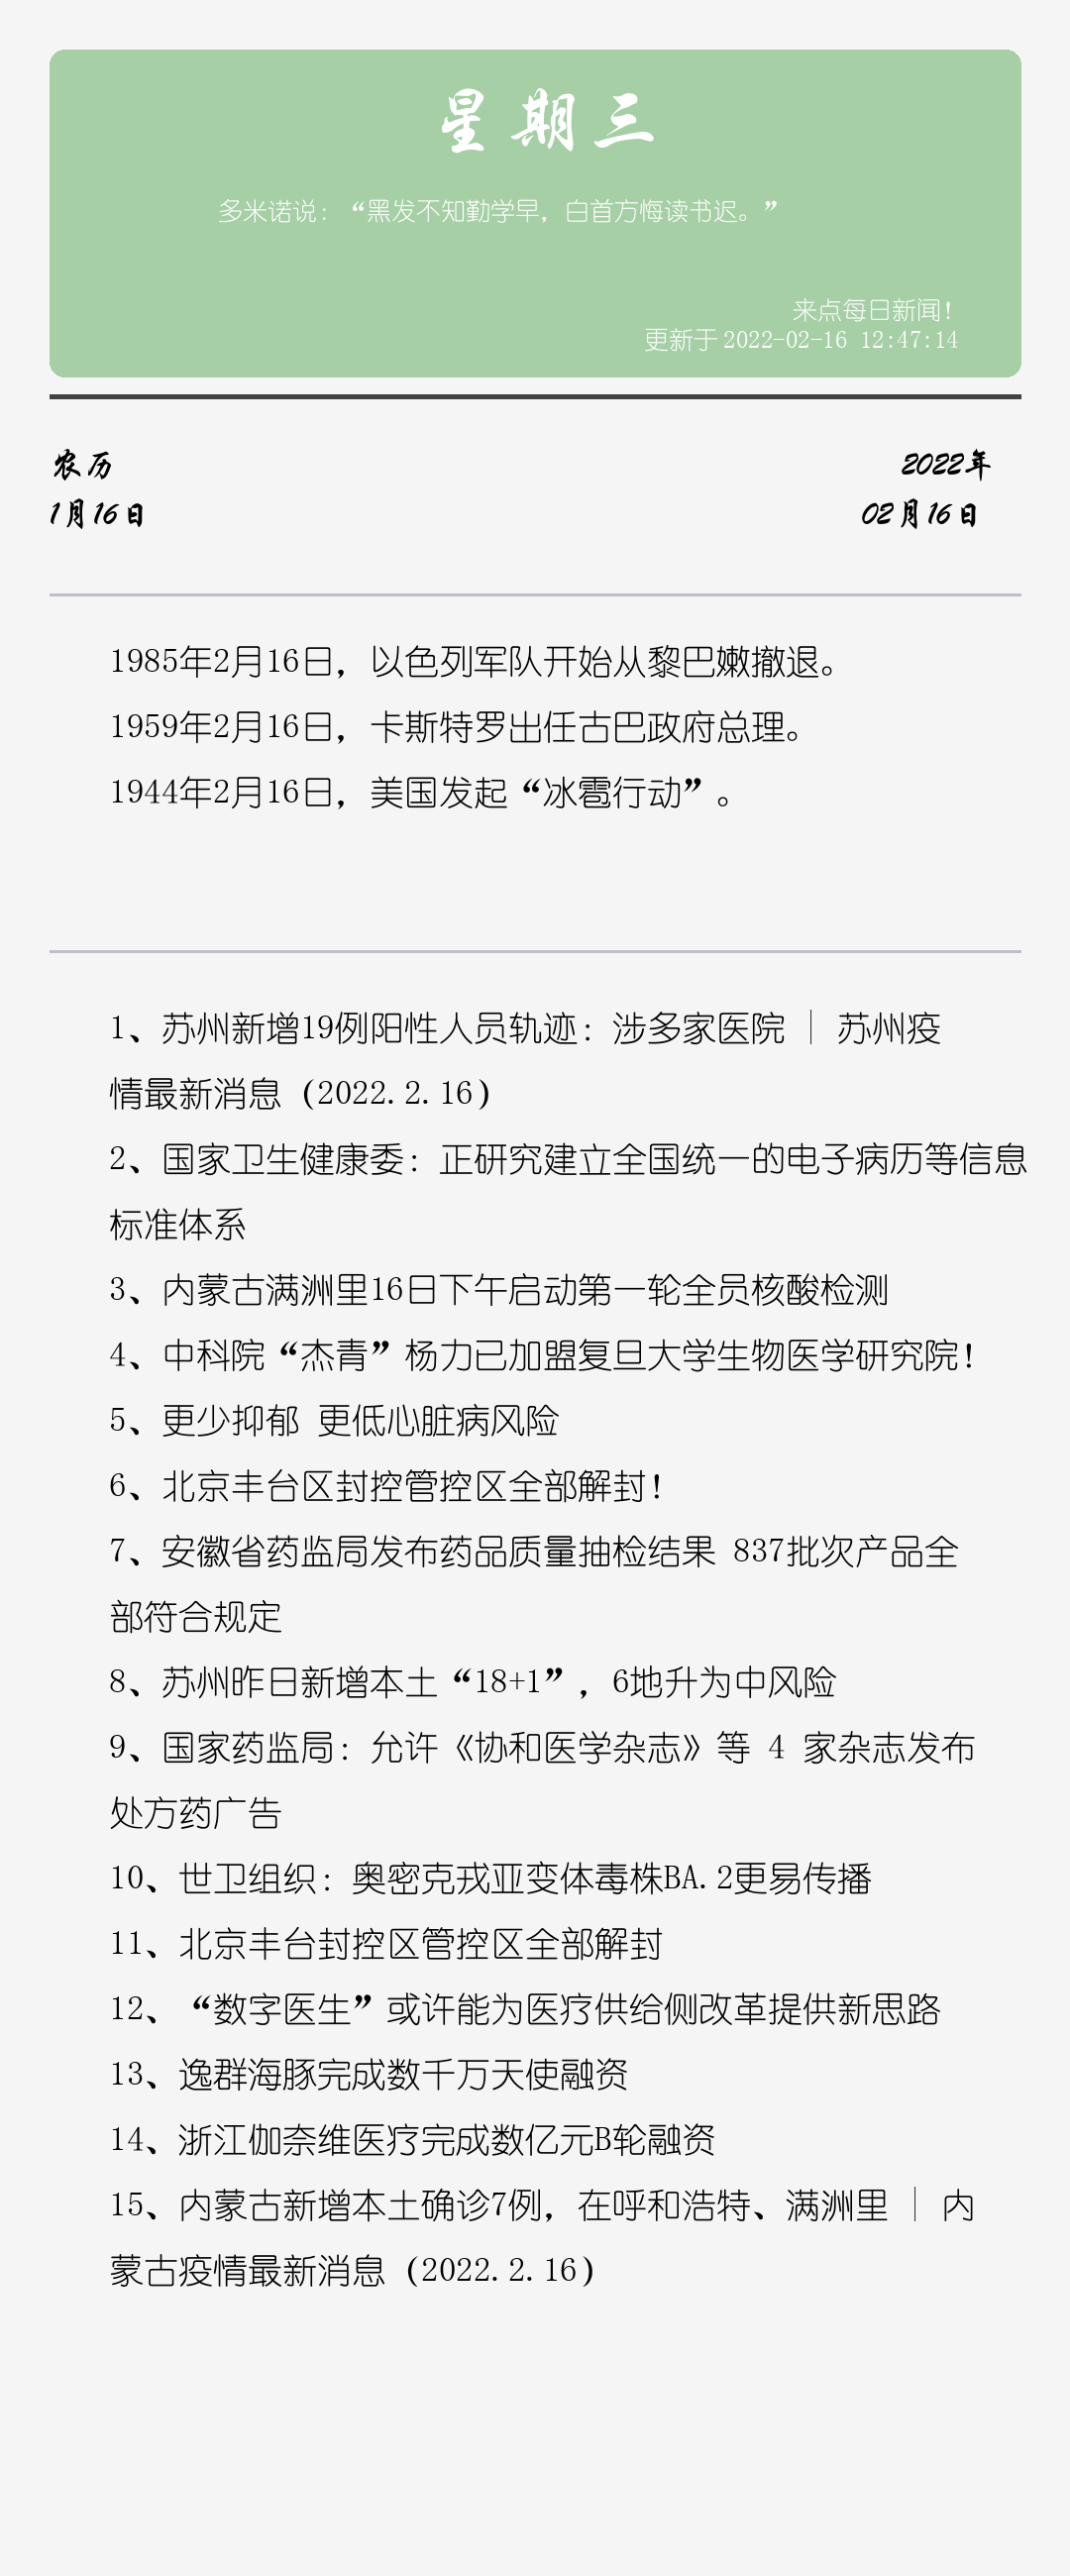 星期三
多米诺说：“黑发不知勤学早，白首方悔读书迟。”
来点每日新闻！
更新于 2022-02-16 12:47:14
农历
2022年
1月16日
02月16日
1985年2月16日，以色列军队开始从黎巴嫩撤退。
1959年2月16日，卡斯特罗出任古巴政府总理。
1944年2月16日，美国发起“冰雹行动”。
1、苏州新增19例阳性人员轨迹：涉多家医院 | 苏州疫
情最新消息（2022.2.16）
2、国家卫生健康委：正研究建立全国统一的电子病历等信息
标准体系
3、内蒙古满洲里16日下午启动第一轮全员核酸检测
4、中科院“杰青”杨力已加盟复旦大学生物医学研究院！
5、更少抑郁 更低心脏病风险
6、北京丰台区封控管控区全部解封！
7、安徽省药监局发布药品质量抽检结果 837批次产品全
部符合规定
8、苏州昨日新增本土“18+1”，6地升为中风险
9、国家药监局：允许《协和医学杂志》等 4 家杂志发布
处方药广告
10、世卫组织：奥密克戎亚变体毒株BA.2更易传播
11、北京丰台封控区管控区全部解封
12、“数字医生”或许能为医疗供给侧改革提供新思路
13、逸群海豚完成数千万天使融资
14、浙江伽奈维医疗完成数亿元B轮融资
15、内蒙古新增本土确诊7例，在呼和浩特、满洲里 | 内
蒙古疫情最新消息（2022.2.16）